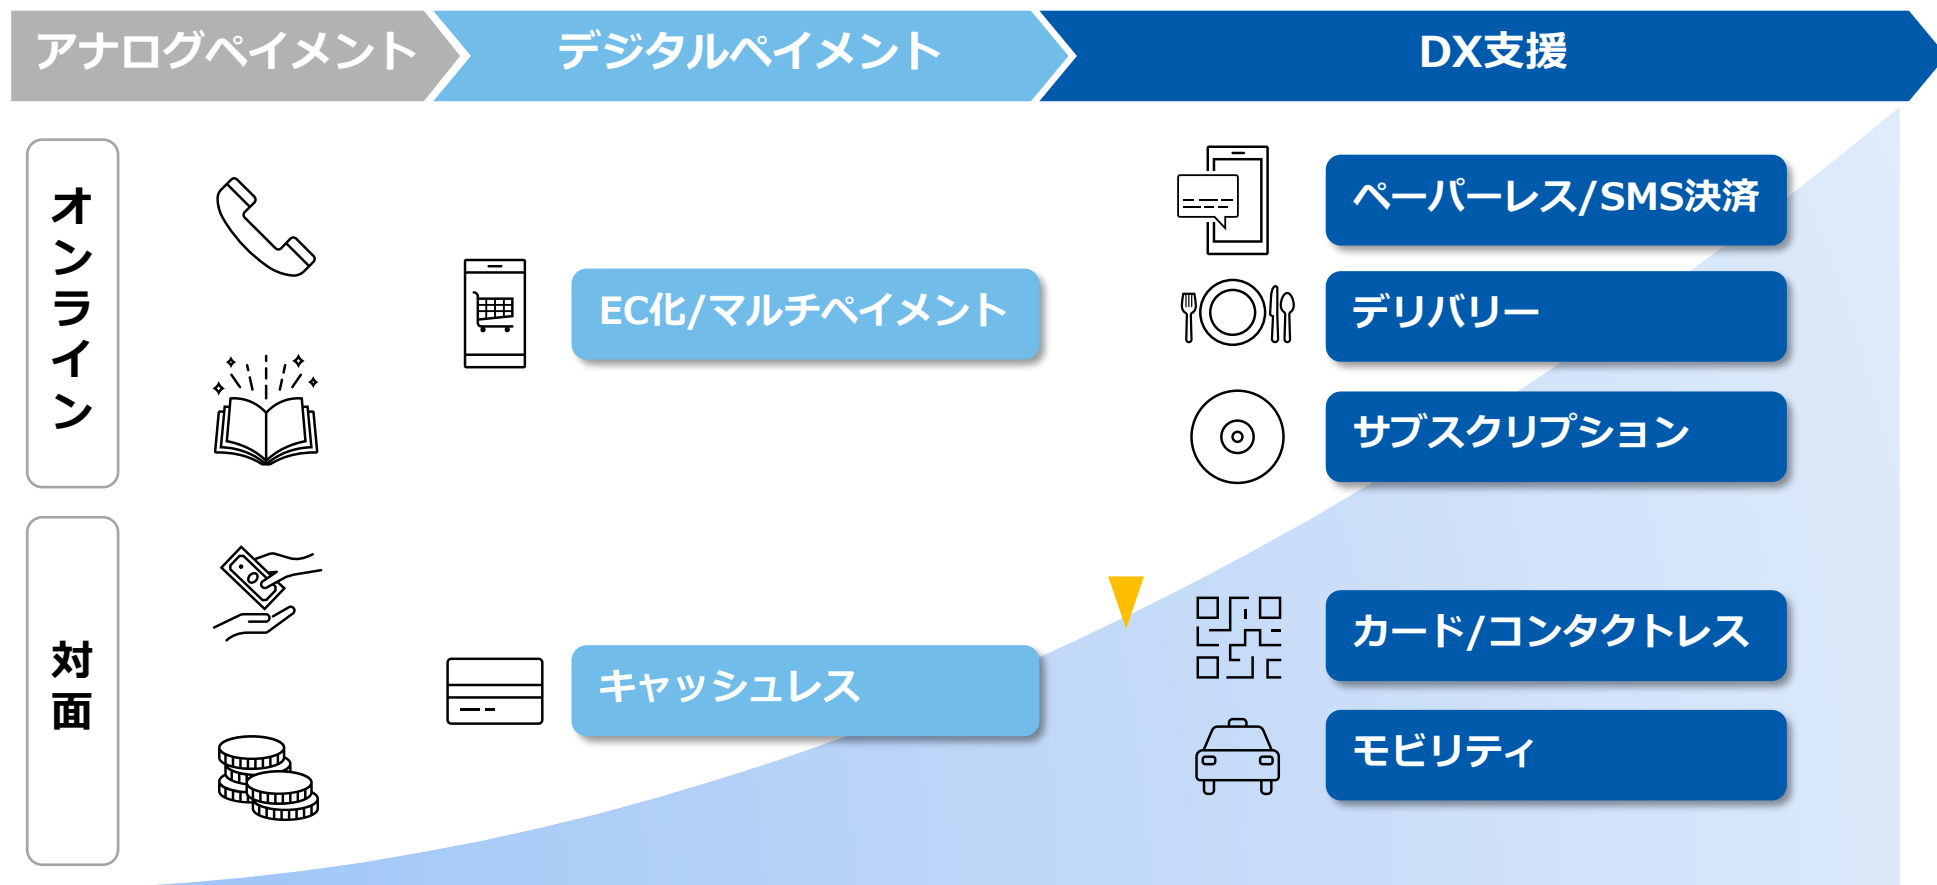 アナログペイメント
デジタルペイメント
DX支援
オンライン
EC化/マルチペイメント
ペーパーレス/SMS決済
デリバリー
サブスクリプション
対面
キャッシュレス
カード/コンタクトレス
モビリティ